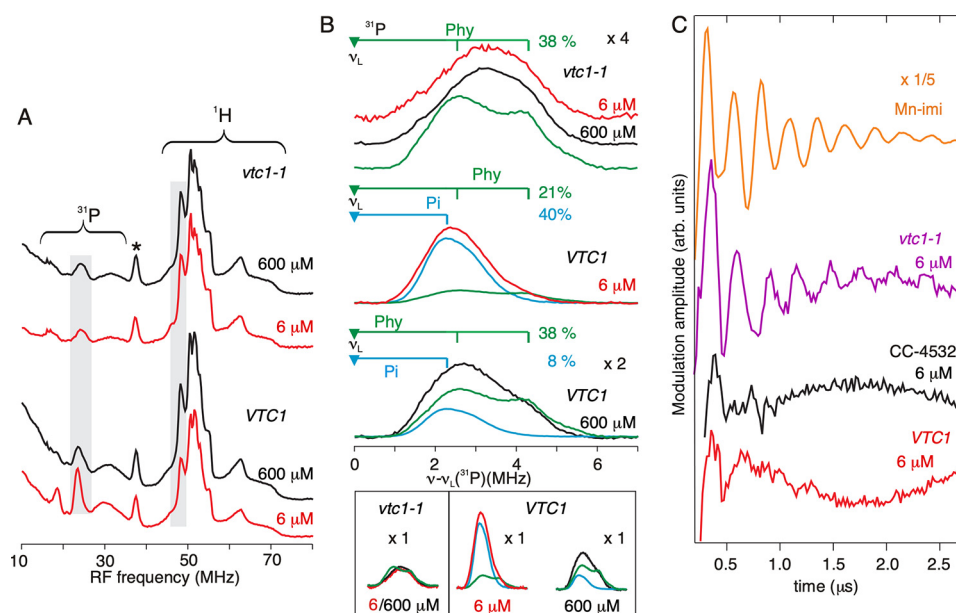 A
¹H
vtc1-1
³¹P
*
600 µM
6 µM
VTC1
600 µM
6 µM
10 30 50 70
RF frequency (MHz)
B
³¹P
νL
Phy
38 %
x 4
vtc1-1
6 µM
600 µM
Phy
νL
21%
Pi
40%
VTC1
6 µM
Phy
38 %
νL
Pi
8 %
x 2
VTC1
600 µM
0 2 4 6
ν-νL(³¹P)(MHz)
vtc1-1
VTC1
x 1
x 1
x 1
6/600 µM
6 µM
600 µM
C
Modulation amplitude (arb. units)
x 1/5
Mn-imi
vtc1-1
6 µM
CC-4532
6 µM
VTC1
6 µM
0.5 1.0 1.5 2.0 2.5
time (µs)